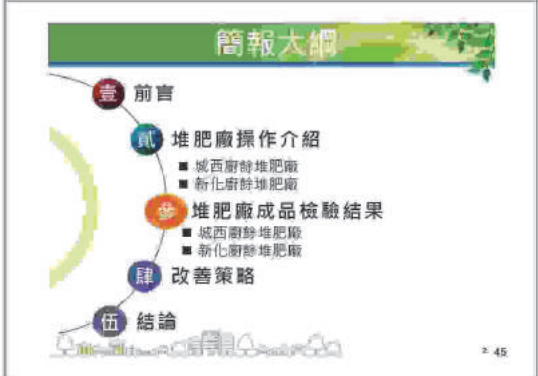 簡報大綱
壹 前言
貳 堆肥廠操作介紹
■ 城西廚餘堆肥廠
■ 新化廚餘堆肥廠
參 堆肥廠成品檢驗結果
■ 城西廚餘堆肥廠
■ 新化廚餘堆肥廠
肆 改善策略
伍 結論
2 45